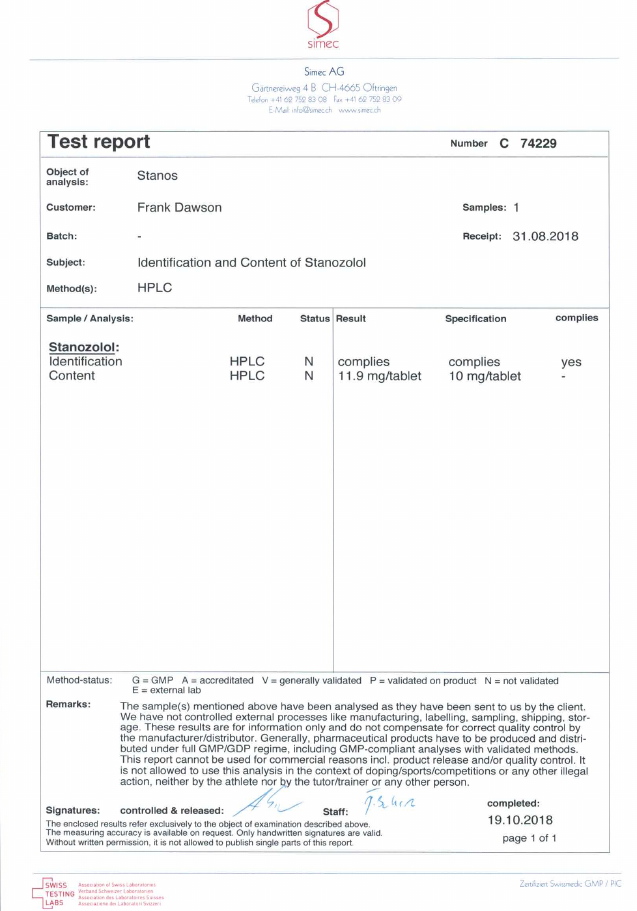 simec
Simec AG
Gärtnereiweg 4 B CH-4665 Oftringen
Telefon +41 62 752 83 08 Fax +41 62 752 83 09
E-Mail info@simec.ch www.simec.ch
Test report Number C 74229
Object of analysis: Stanos
Customer: Frank Dawson Samples: 1
Batch: - Receipt: 31.08.2018
Subject: Identification and Content of Stanozolol
Method(s): HPLC
Sample / Analysis: Method Status Result Specification complies
Stanozolol:
Identification HPLC N complies complies yes
Content HPLC N 11.9 mg/tablet 10 mg/tablet -
Method-status: G = GMP A = accreditated V = generally validated P = validated on product N = not validated
E = external lab
Remarks: The sample(s) mentioned above have been analysed as they have been sent to us by the client.
We have not controlled external processes like manufacturing, labelling, sampling, shipping, stor-
age. These results are for information only and do not compensate for correct quality control by
the manufacturer/distributor. Generally, pharmaceutical products have to be produced and distri-
buted under full GMP/GDP regime, including GMP-compliant analyses with validated methods.
This report cannot be used for commercial reasons incl. product release and/or quality control. It
is not allowed to use this analysis in the context of doping/sports/competitions or any other illegal
action, neither by the athlete nor by the tutor/trainer or any other person.
Signatures: controlled & released: Staff: completed:
19.10.2018
The enclosed results refer exclusively to the object of examination described above.
The measuring accuracy is available on request. Only handwritten signatures are valid.
Without written permission, it is not allowed to publish single parts of this report.
page 1 of 1
SWISS TESTING LABS
Association of Swiss Laboratories
Verband Schweizer Laboratorien
Association des Laboratoires Suisses
Associazione dei Laboratori Svizzeri
Zertifiziert Swissmedic GMP / PIC